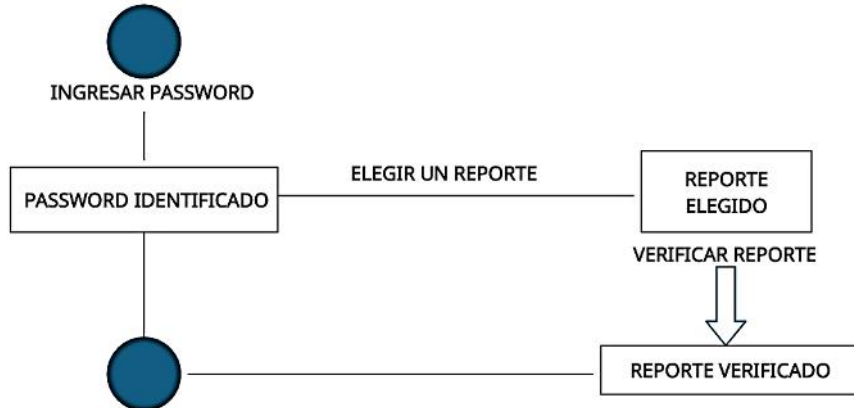 INGRESAR PASSWORD
PASSWORD IDENTIFICADO
ELEGIR UN REPORTE
REPORTE
ELEGIDO
VERIFICAR REPORTE
REPORTE VERIFICADO